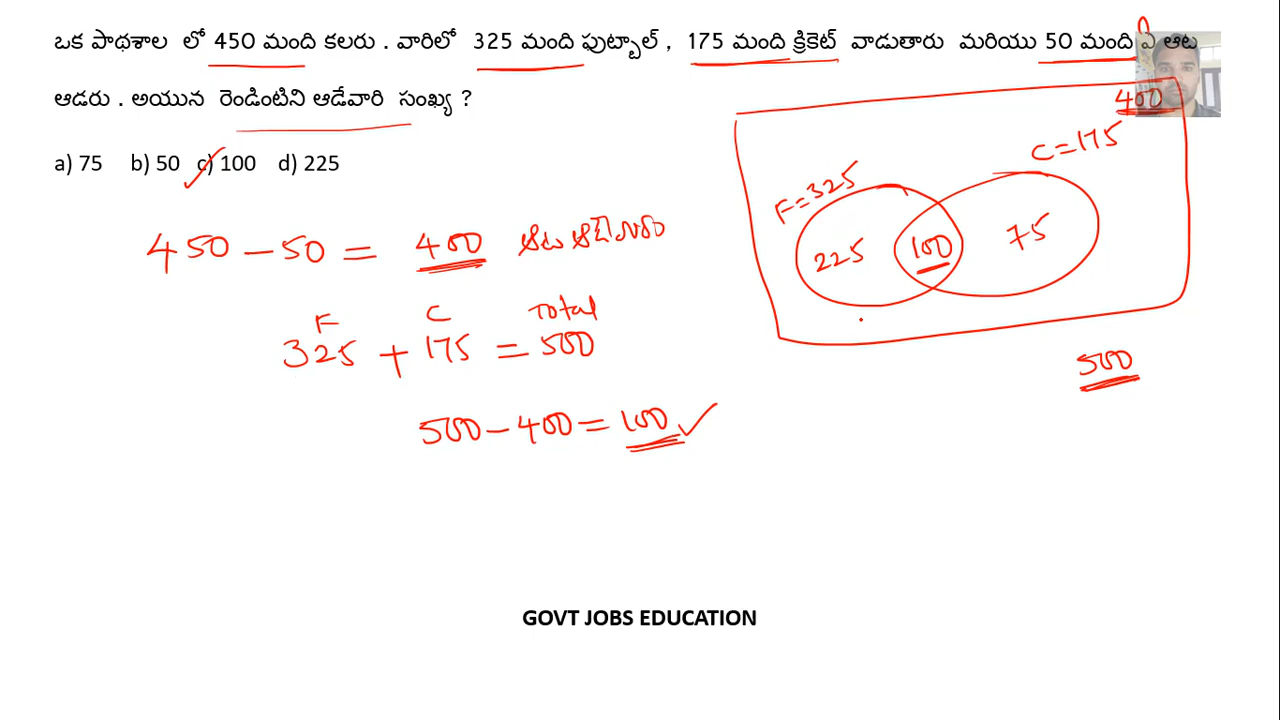 ఒక పాఠశాల లో 450 మంది కలరు . వారిలో 325 మంది ఫుట్బాల్ , 175 మంది క్రికెట్ వాడుతారు మరియు 50 మంది ఏ ఆట
ఆడరు . అయిన రెండింటిని ఆడేవారి సంఖ్య ?
400
a) 75 b) 50 c) 100 d) 225
C=175
F=325
450 - 50 = 400
225 100 75
F C Total
325 + 175 = 500
500
500 - 400 = 100
GOVT JOBS EDUCATION